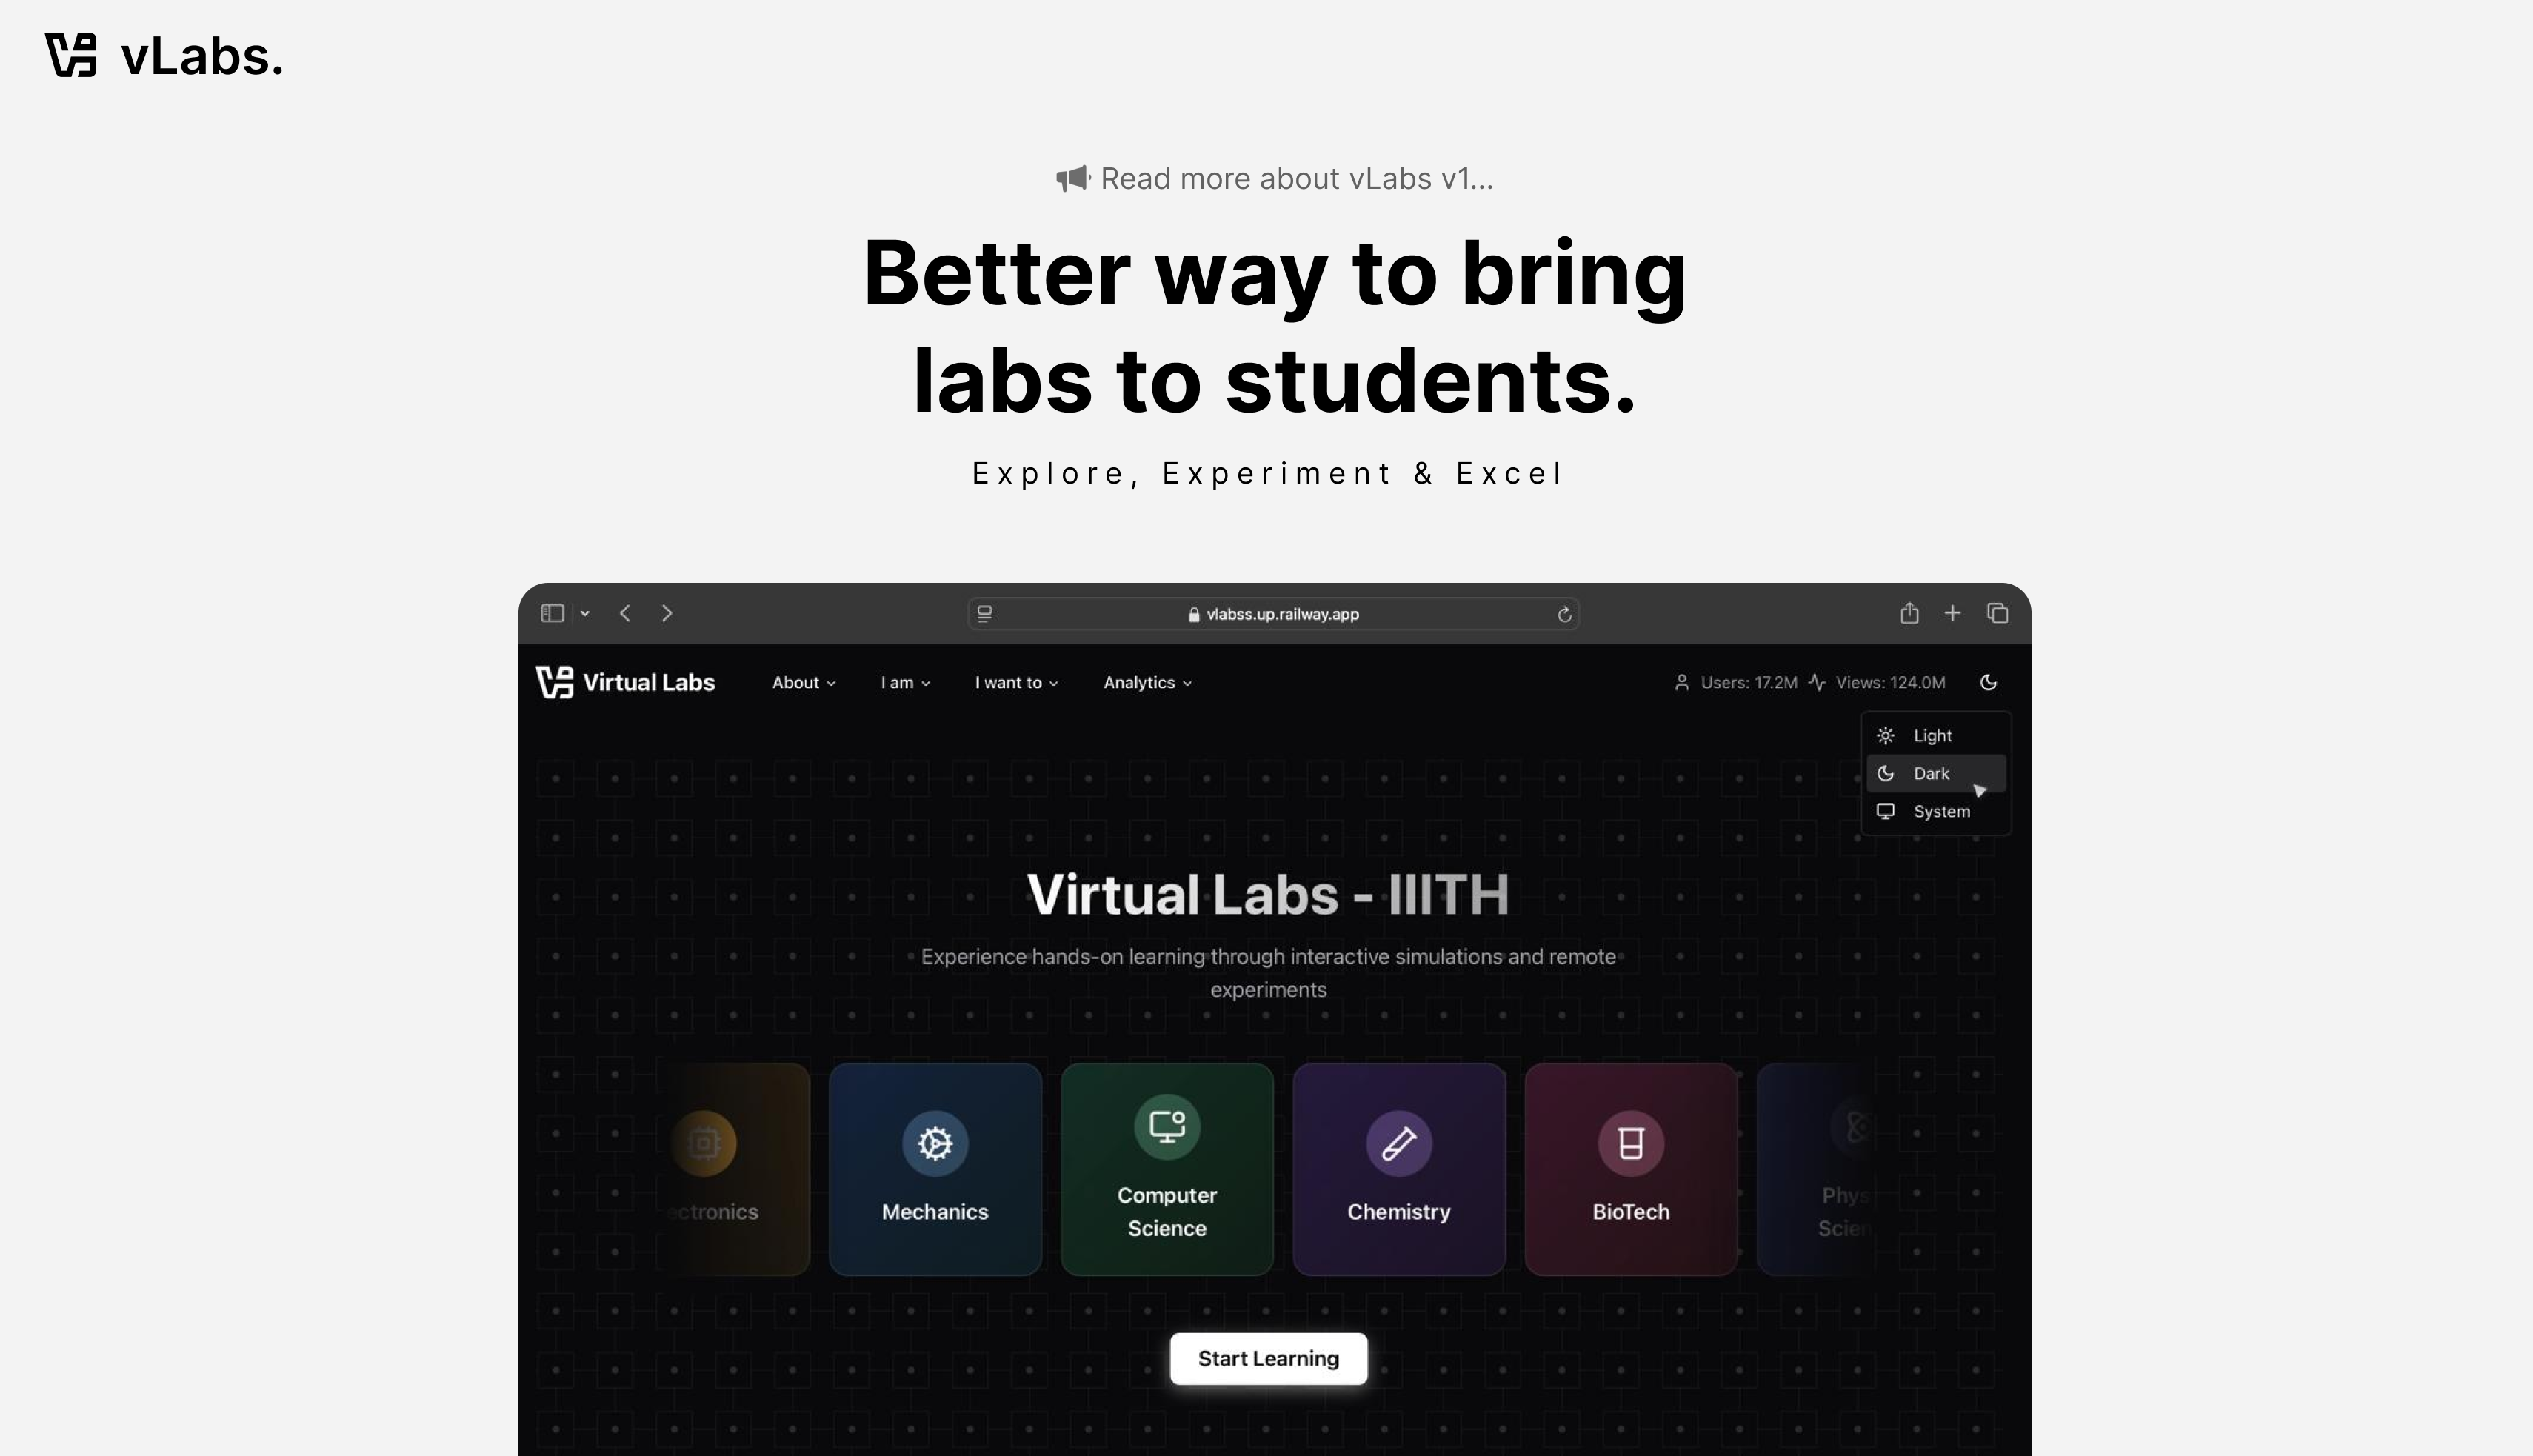 vLabs.
Read more about vLabs v1...
Better way to bring
labs to students.
Explore, Experiment & Excel
vlabss.up.railway.app
Virtual Labs
About
I am
I want to
Analytics
Users: 17.2M
Views: 124.0M
Light
Dark
System
Virtual Labs - IIITH
Experience hands-on learning through interactive simulations and remote
experiments
ectronics
Mechanics
Computer
Science
Chemistry
BioTech
Phys
Scien
Start Learning